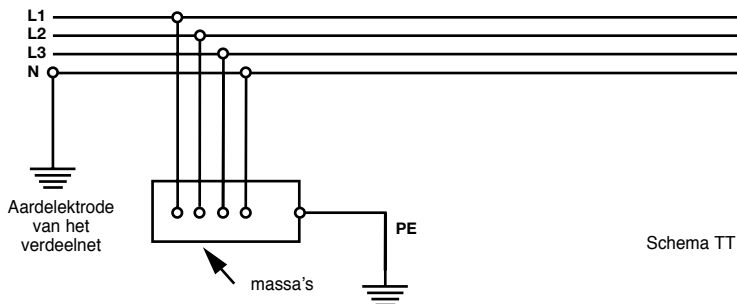 L1
L2
L3
N
Aardelektrode
van het
verdeelnet
PE
massa's
Schema TT